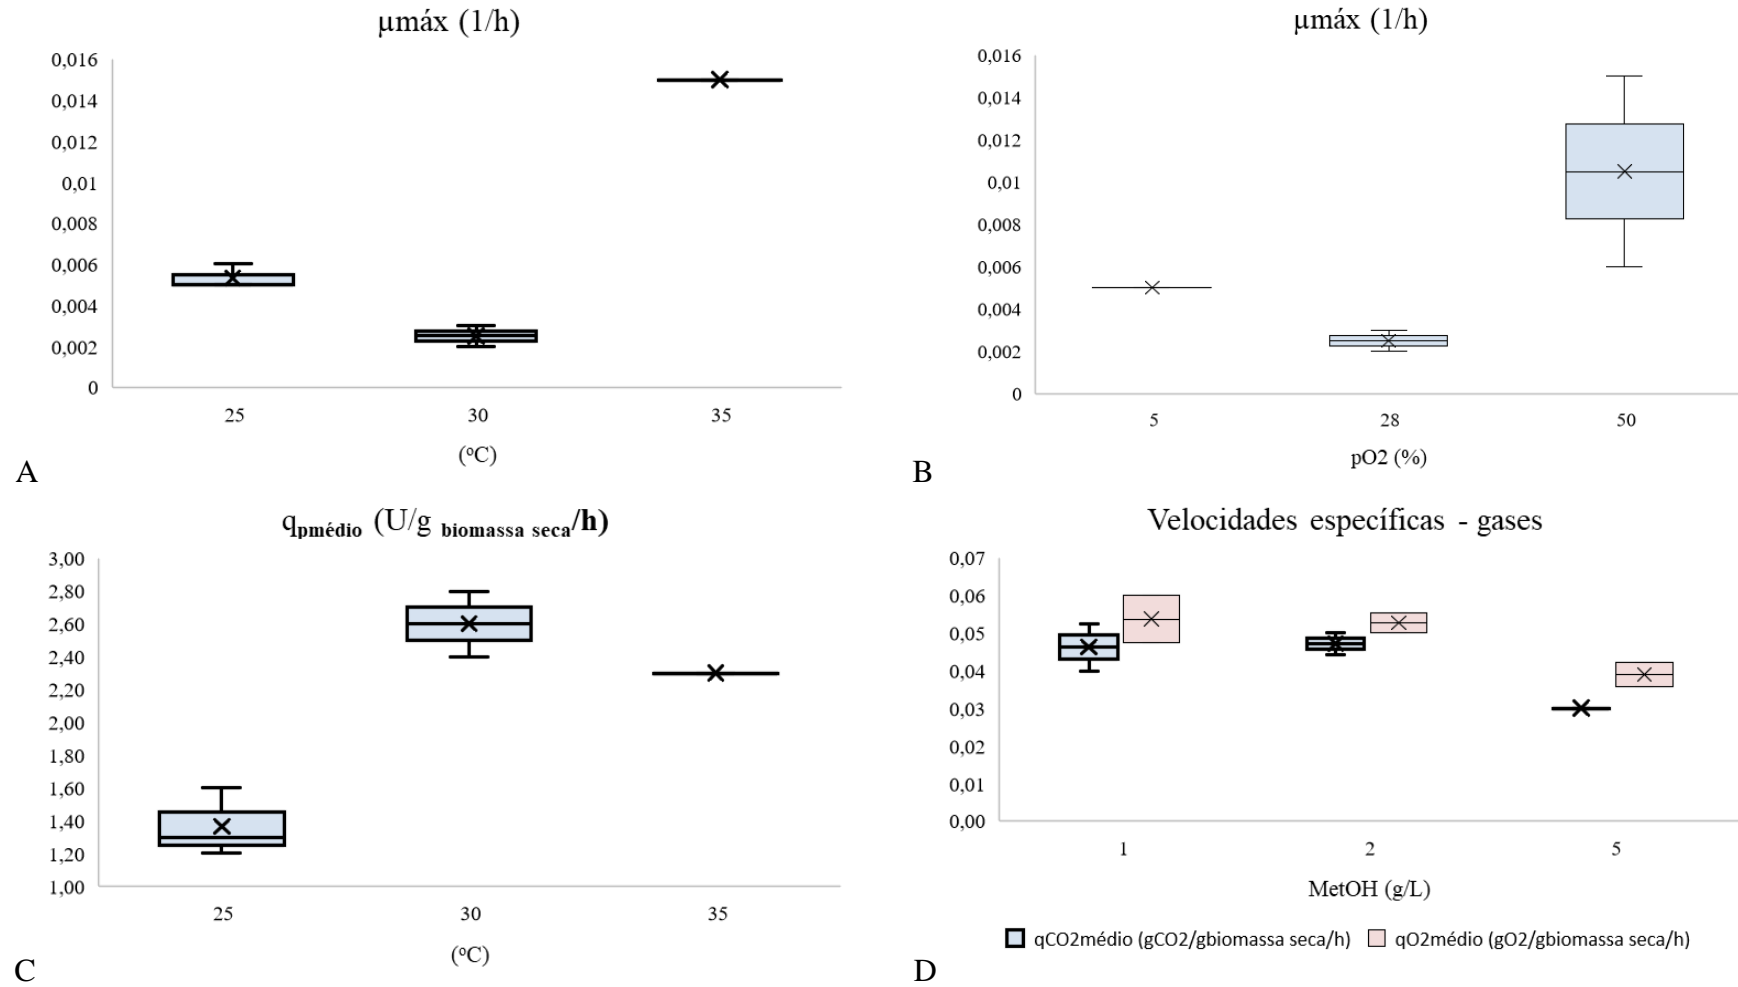 µmáx (1/h)
0,016
0,014
0,012
0,01
0,008
0,006
0,004
0,002
0
25 30 35
(ºC)
A
µmáx (1/h)
0,016
0,014
0,012
0,01
0,008
0,006
0,004
0,002
0
5 28 50
pO2 (%)
B
qpmédio (U/g biomassa seca/h)
3,00
2,80
2,60
2,40
2,20
2,00
1,80
1,60
1,40
1,20
1,00
25 30 35
(ºC)
C
Velocidades específicas - gases
0,07
0,06
0,05
0,04
0,03
0,02
0,01
0,00
1 2 5
MetOH (g/L)
qCO2médio (gCO2/gbiomassa seca/h) qO2médio (gO2/gbiomassa seca/h)
D